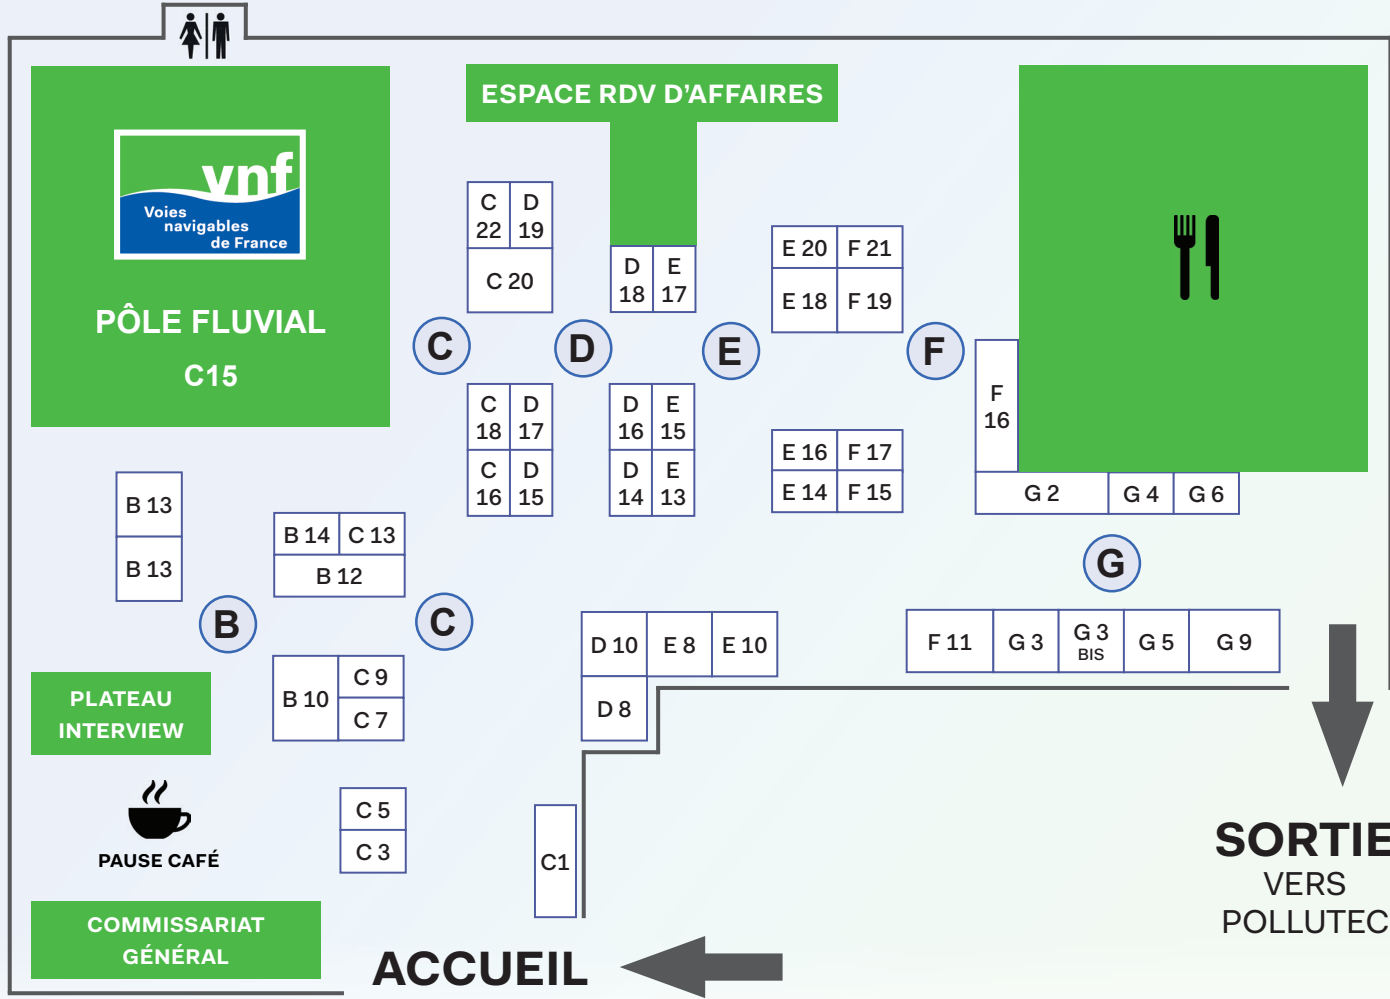 ESPACE RDV D'AFFAIRES
vnf
Voies
navigables
de France
PÔLE FLUVIAL
C15
C
22
D
19
C 20
D
18
E
17
E 20
F 21
E 18
F 19
C
D
E
F
F
16
C
18
D
17
C
16
D
15
D
16
E
15
D
14
E
13
E 16
F 17
E 14
F 15
G 2
G 4
G 6
B 13
B 13
B 14
C 13
B 12
B
C
G
D 10
E 8
E 10
D 8
F 11
G 3
G 3
BIS
G 5
G 9
B 10
C 9
C 7
PLATEAU
INTERVIEW
PAUSE CAFÉ
C 5
C 3
C1
SORTIE
VERS
POLLUTEC
COMMISSARIAT
GÉNÉRAL
ACCUEIL